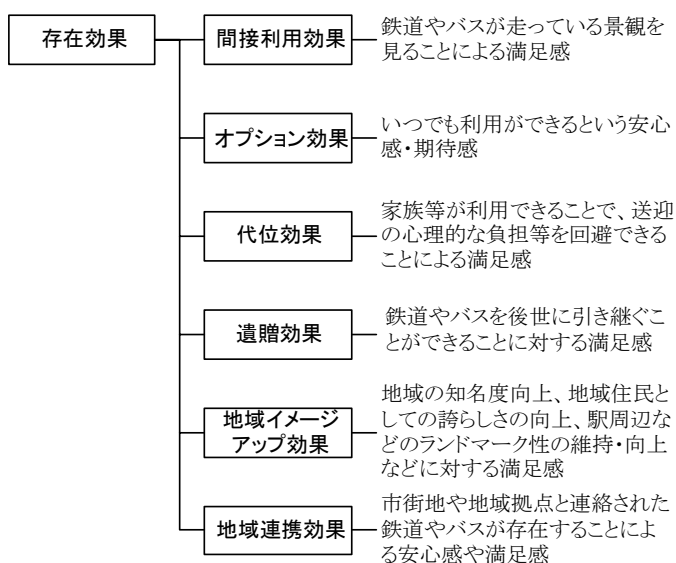 存在効果
間接利用効果
鉄道やバスが走っている景観を
見ることによる満足感
オプション効果
いつでも利用ができるという安心
感・期待感
代位効果
家族等が利用できることで、送迎
の心理的な負担等を回避できる
ことによる満足感
遺贈効果
鉄道やバスを後世に引き継ぐこ
とができることに対する満足感
地域イメージ
アップ効果
地域の知名度向上、地域住民と
しての誇らしさの向上、駅周辺な
どのランドマーク性の維持・向上
などに対する満足感
地域連携効果
市街地や地域拠点と連絡された
鉄道やバスが存在することによ
る安心感や満足感